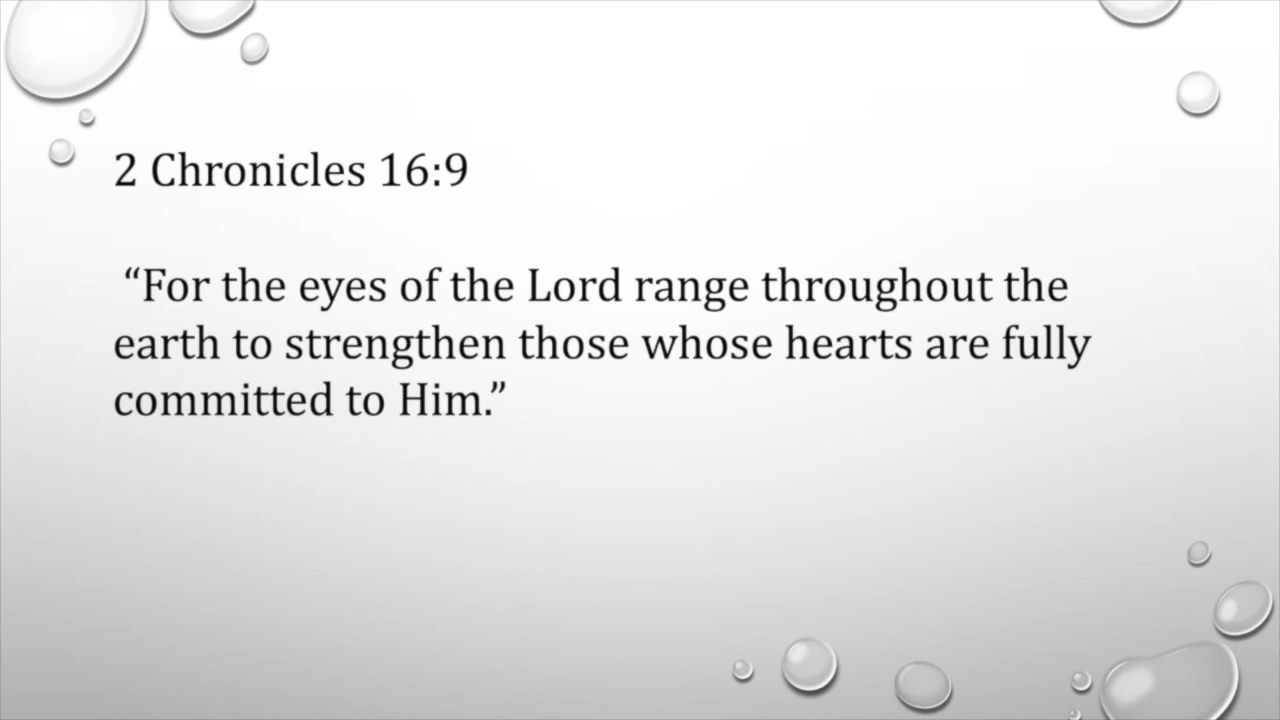 2 Chronicles 16:9
“For the eyes of the Lord range throughout the
earth to strengthen those whose hearts are fully
committed to Him.”